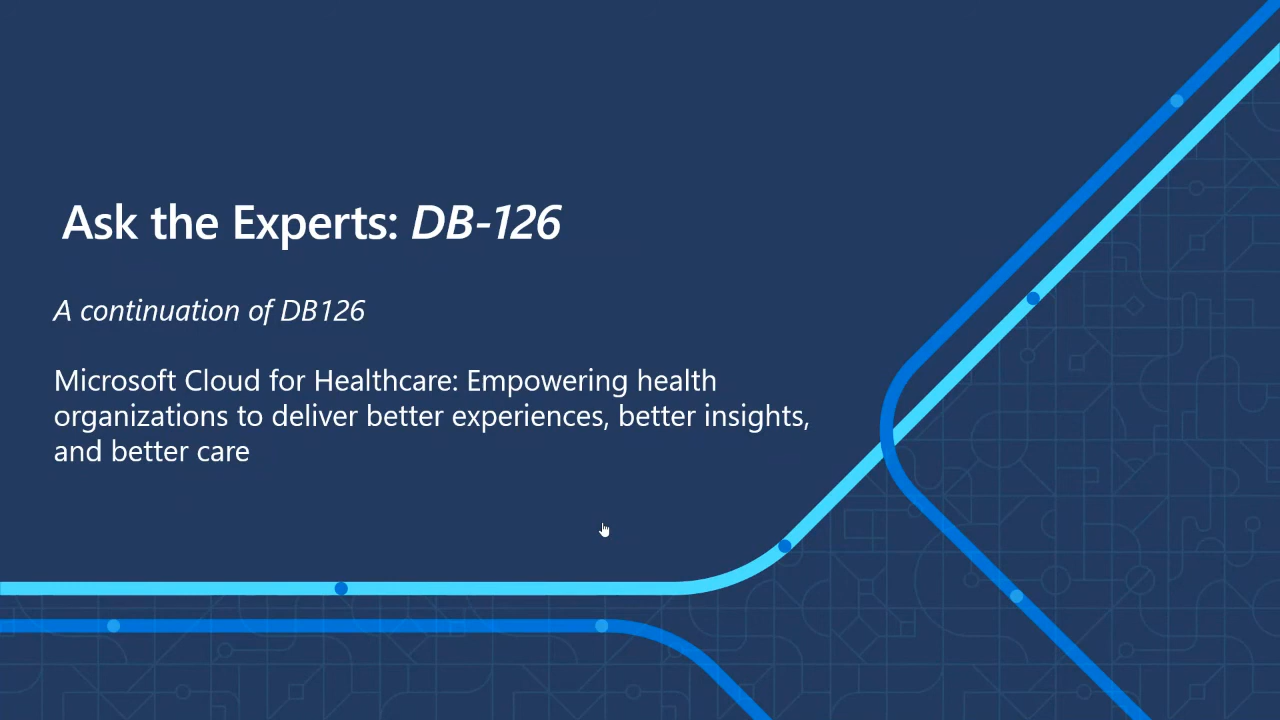 Ask the Experts: DB-126
A continuation of DB126
Microsoft Cloud for Healthcare: Empowering health
organizations to deliver better experiences, better insights,
and better care